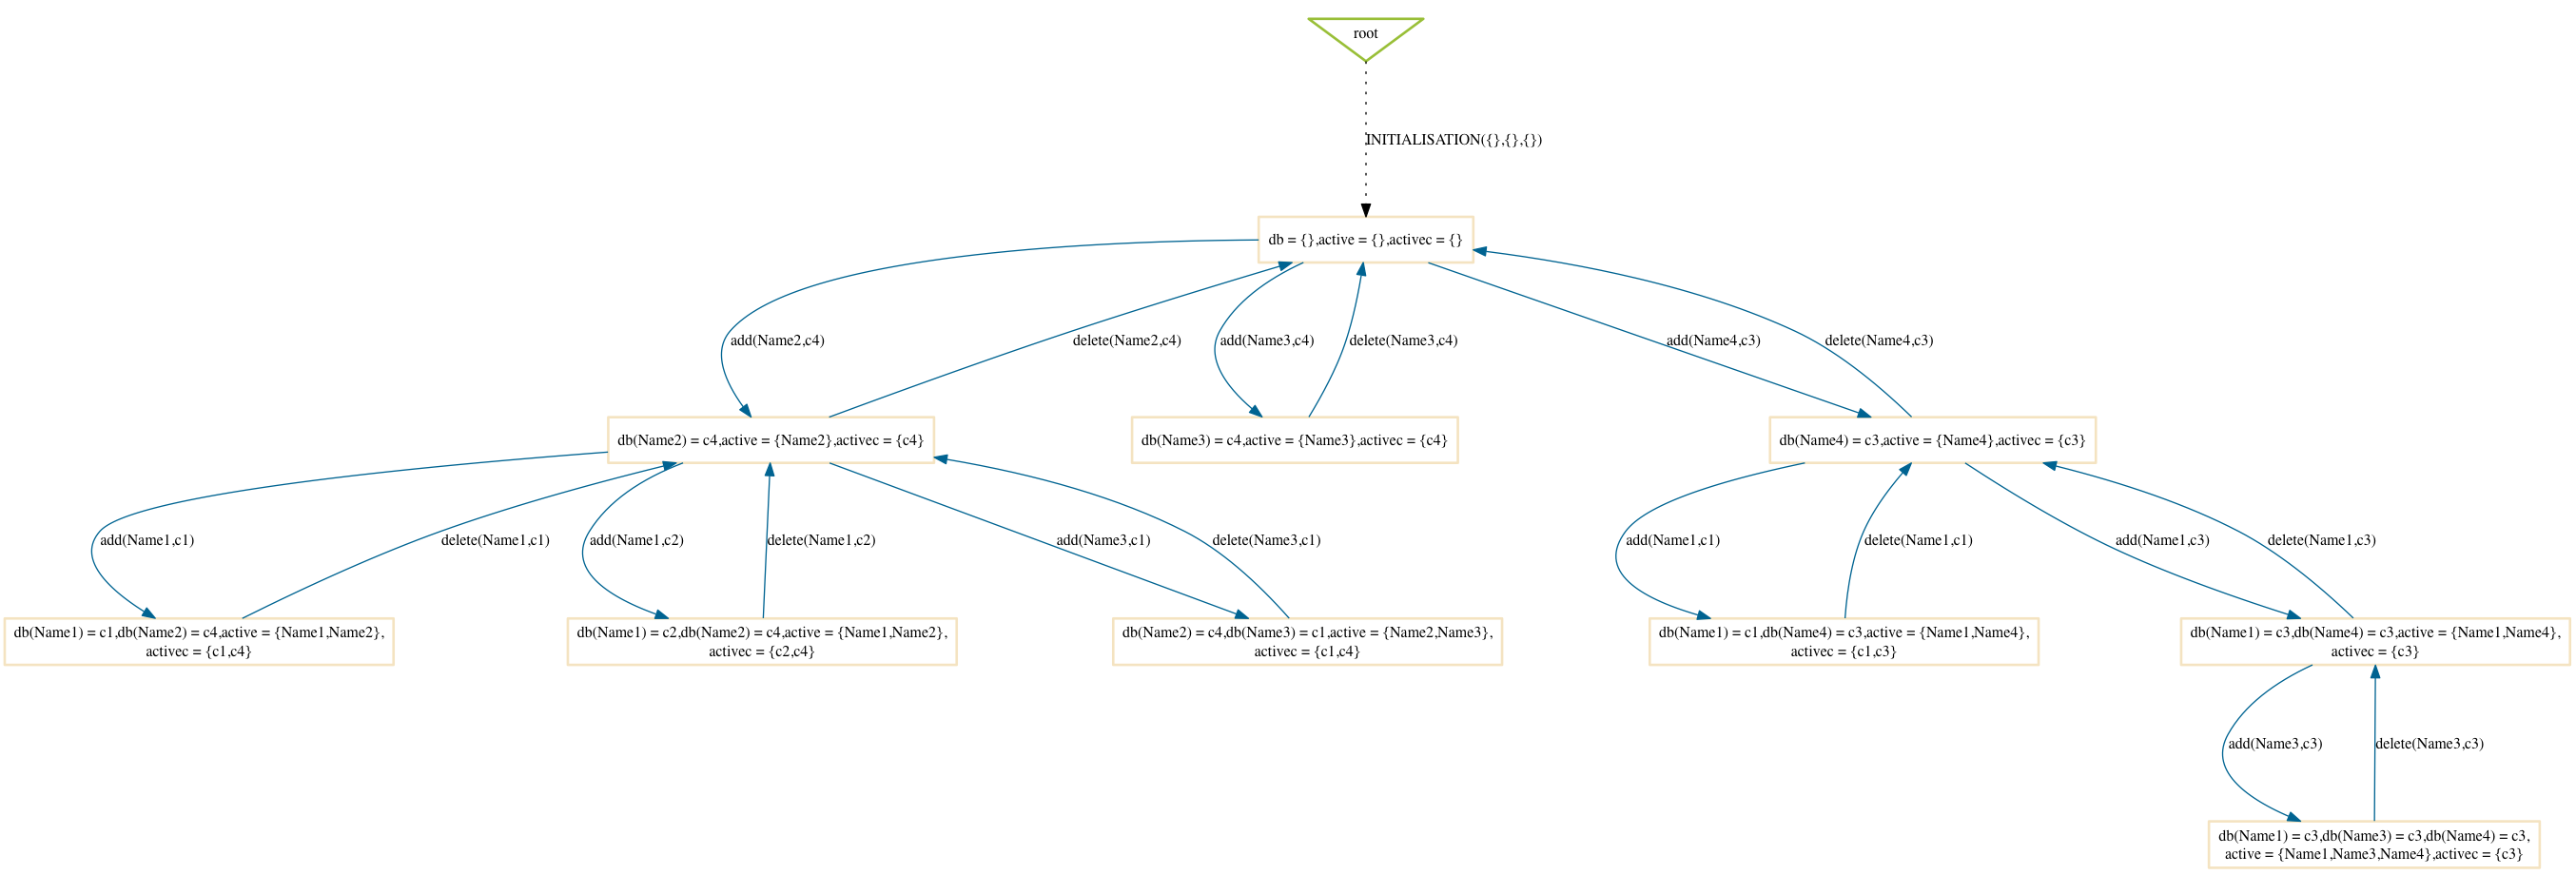 root
INITIALISATION({},{},{})
db = {},active = {},activec = {}
add(Name2,c4)
delete(Name2,c4)
add(Name3,c4)
delete(Name3,c4)
add(Name4,c3)
delete(Name4,c3)
db(Name2) = c4,active = {Name2},activec = {c4}
db(Name3) = c4,active = {Name3},activec = {c4}
db(Name4) = c3,active = {Name4},activec = {c3}
add(Name1,c1)
delete(Name1,c1)
add(Name1,c2)
delete(Name1,c2)
add(Name3,c1)
delete(Name3,c1)
add(Name1,c1)
delete(Name1,c1)
add(Name1,c3)
delete(Name1,c3)
db(Name1) = c1,db(Name2) = c4,active = {Name1,Name2},
activec = {c1,c4}
db(Name1) = c2,db(Name2) = c4,active = {Name1,Name2},
activec = {c2,c4}
db(Name2) = c4,db(Name3) = c1,active = {Name2,Name3},
activec = {c1,c4}
db(Name1) = c1,db(Name4) = c3,active = {Name1,Name4},
activec = {c1,c3}
db(Name1) = c3,db(Name4) = c3,active = {Name1,Name4},
activec = {c3}
add(Name3,c3)
delete(Name3,c3)
db(Name1) = c3,db(Name3) = c3,db(Name4) = c3,
active = {Name1,Name3,Name4},activec = {c3}